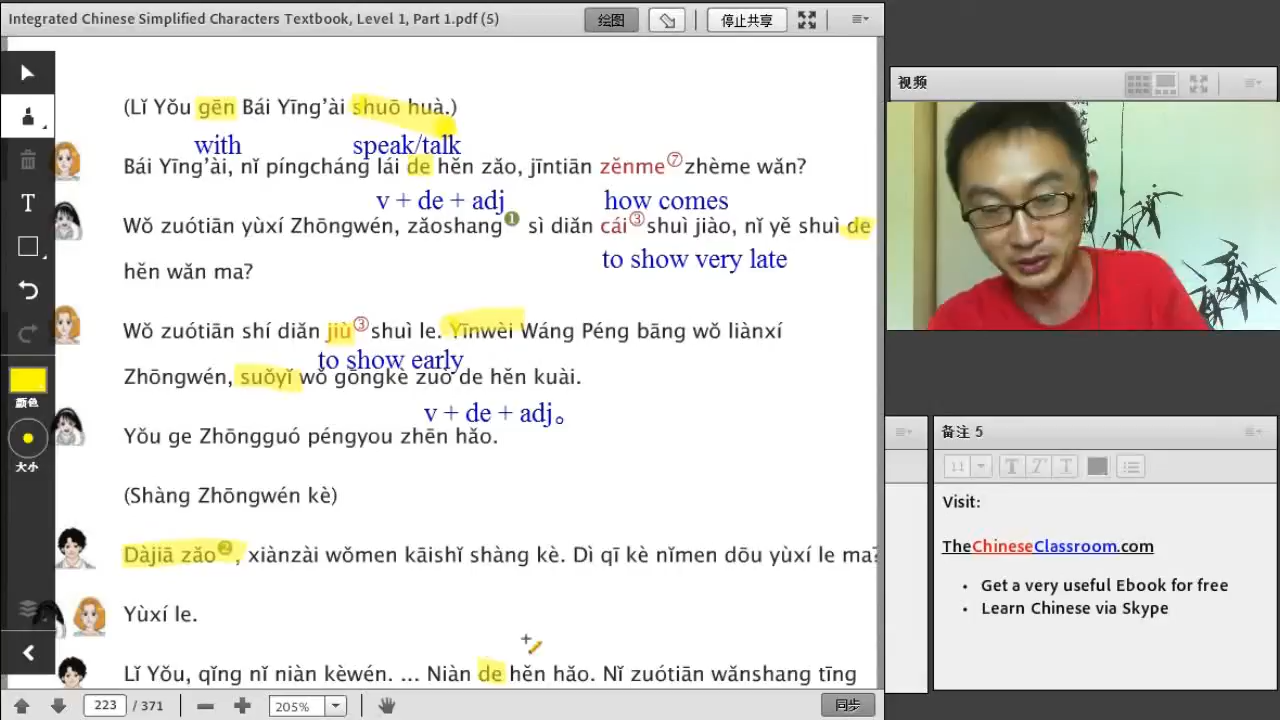 Integrated Chinese Simplified Characters Textbook, Level 1, Part 1.pdf (5)
绘图
停止共享
(Lǐ Yǒu gēn Bái Yīng'ài shuō huà.)
with speak/talk
Bái Yīng'ài, nǐ píngcháng lái de hěn zǎo, jīntiān zěnme⑦ zhème wǎn?
v + de + adj how comes
Wǒ zuótiān yùxí Zhōngwén, zǎoshang❶ sì diǎn cái③ shuì jiào, nǐ yě shuì de
to show very late
hěn wǎn ma?
Wǒ zuótiān shí diǎn jiù③ shuì le. Yīnwèi Wáng Péng bāng wǒ liànxí
to show early
Zhōngwén, suǒyǐ wǒ gōngkè zuò de hěn kuài.
v + de + adj。
Yǒu ge Zhōngguó péngyou zhēn hǎo.
(Shàng Zhōngwén kè)
Dàjiā zǎo❷, xiànzài wǒmen kāishǐ shàng kè. Dì qī kè nǐmen dōu yùxí le ma?
Yùxí le.
Lǐ Yǒu, qǐng nǐ niàn kèwén. ... Niàn de hěn hǎo. Nǐ zuótiān wǎnshang tīng
T
颜色
大小
223 / 371
205%
同步
视频
备注 5
11
T T T
Visit:
TheChineseClassroom.com
• Get a very useful Ebook for free
• Learn Chinese via Skype